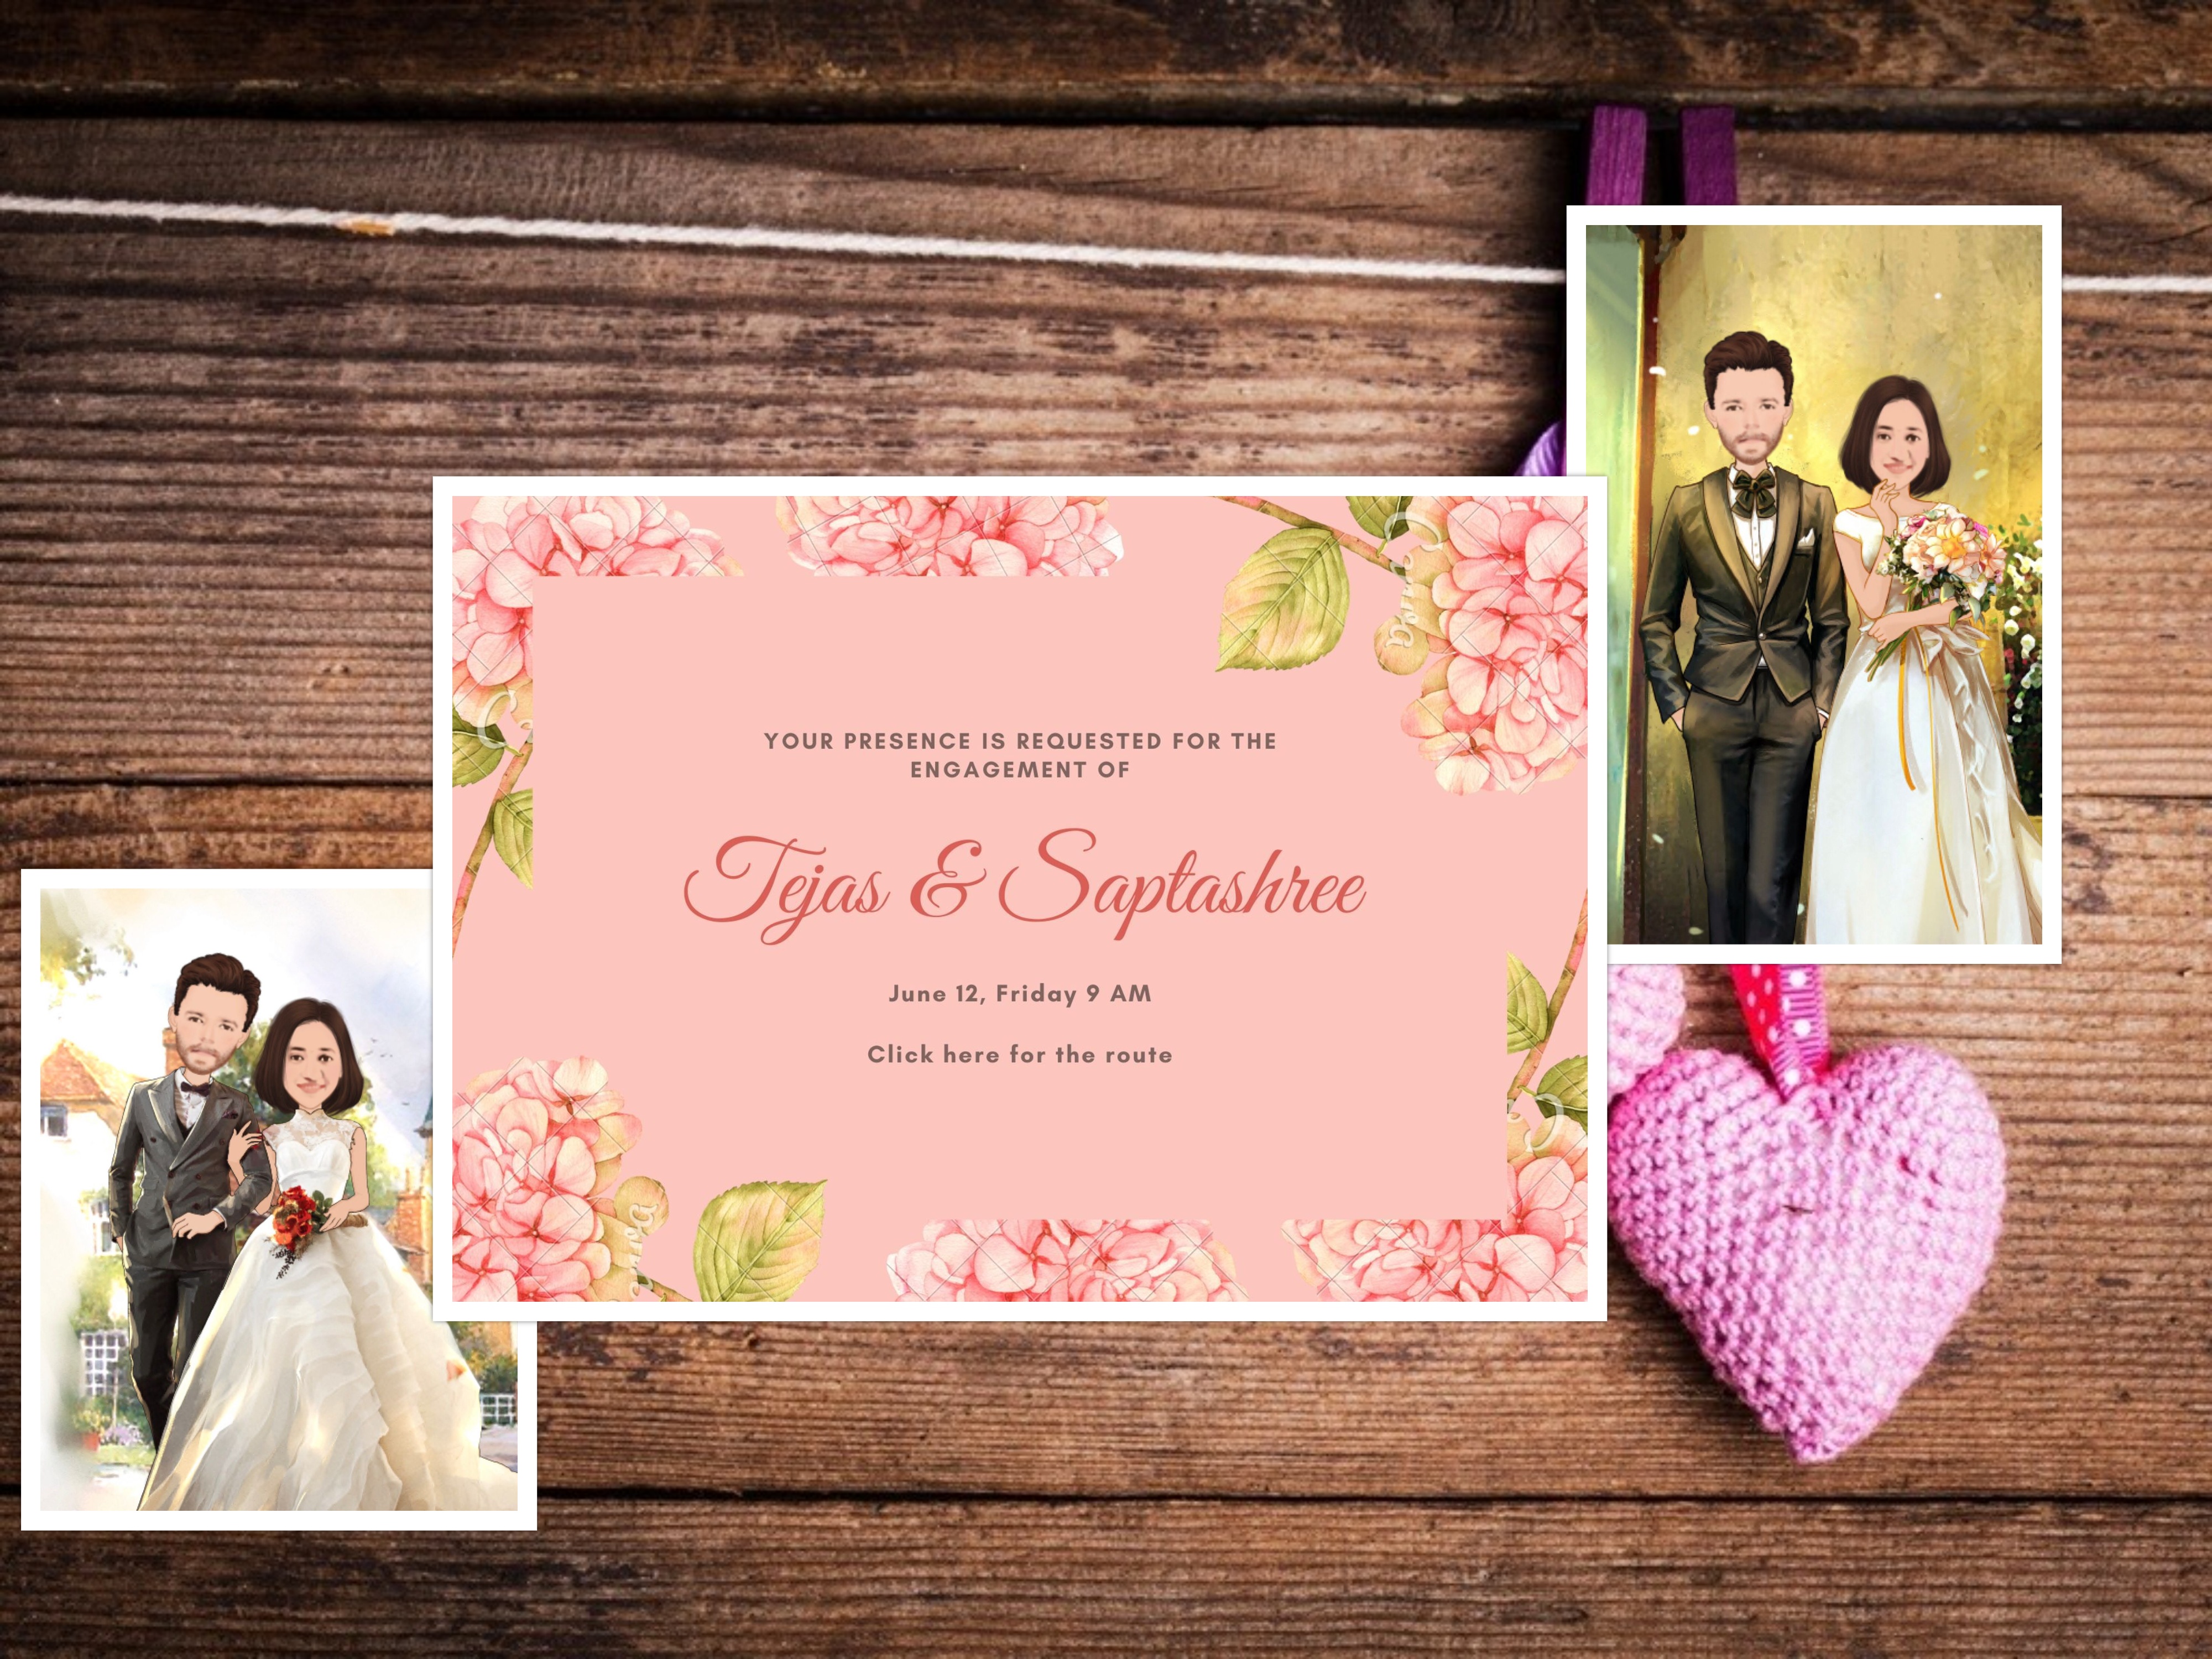 YOUR PRESENCE IS REQUESTED FOR THE
ENGAGEMENT OF
Tejas & Saptashree
June 12, Friday 9 AM
Click here for the route